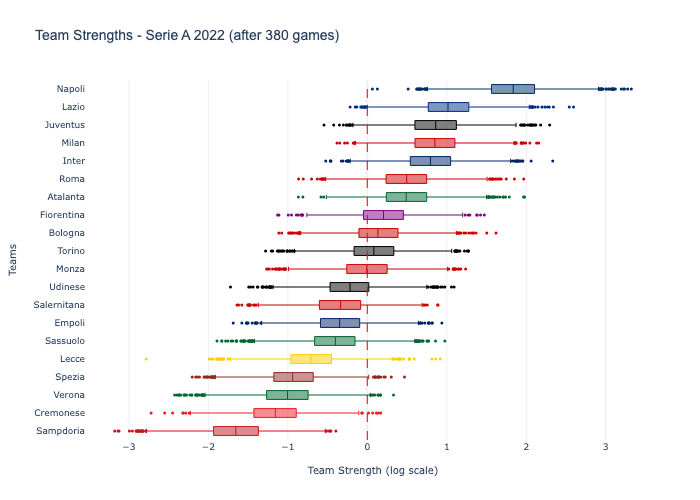 Team Strengths - Serie A 2022 (after 380 games)
Napoli
Lazio
Juventus
Milan
Inter
Roma
Atalanta
Fiorentina
Bologna
Torino
Monza
Udinese
Salernitana
Empoli
Sassuolo
Lecce
Spezia
Verona
Cremonese
Sampdoria
Teams
−3 −2 −1 0 1 2 3
Team Strength (log scale)